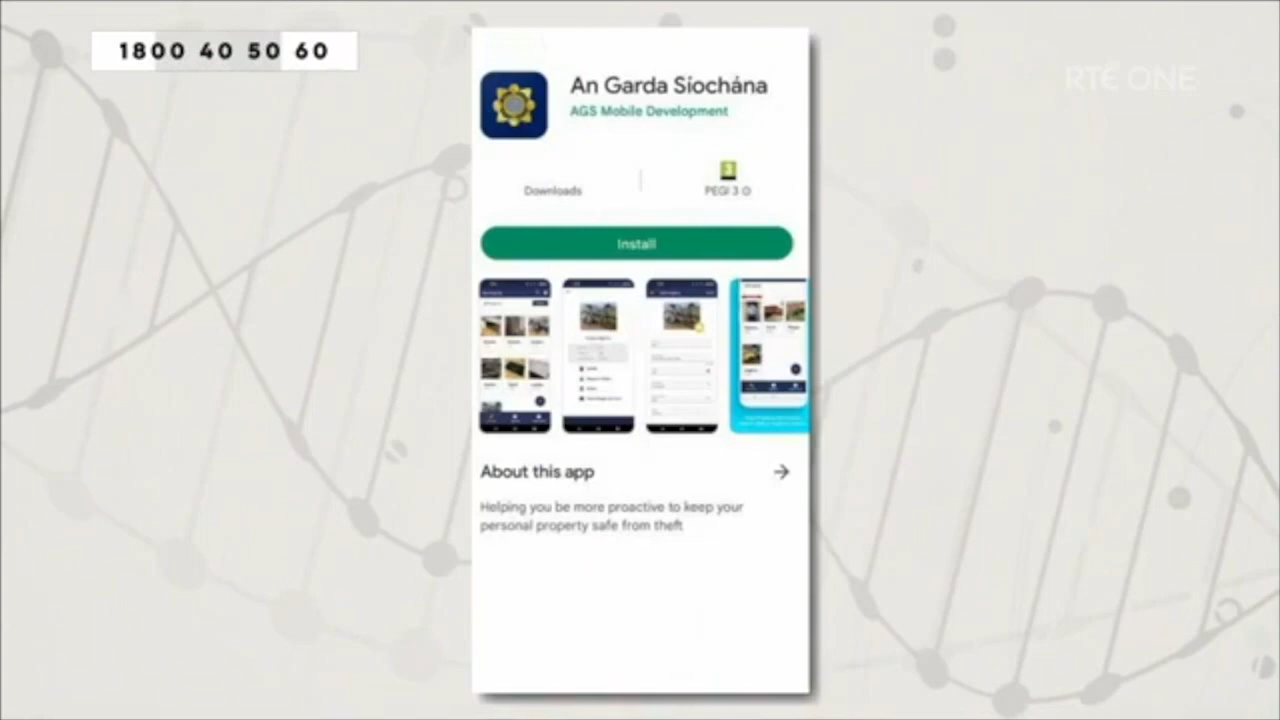 1800 40 50 60
RTÉ ONE
An Garda Síochána
AGS Mobile Development
3
Downloads
PEGI 3
Install
About this app
Helping you be more proactive to keep your
personal property safe from theft